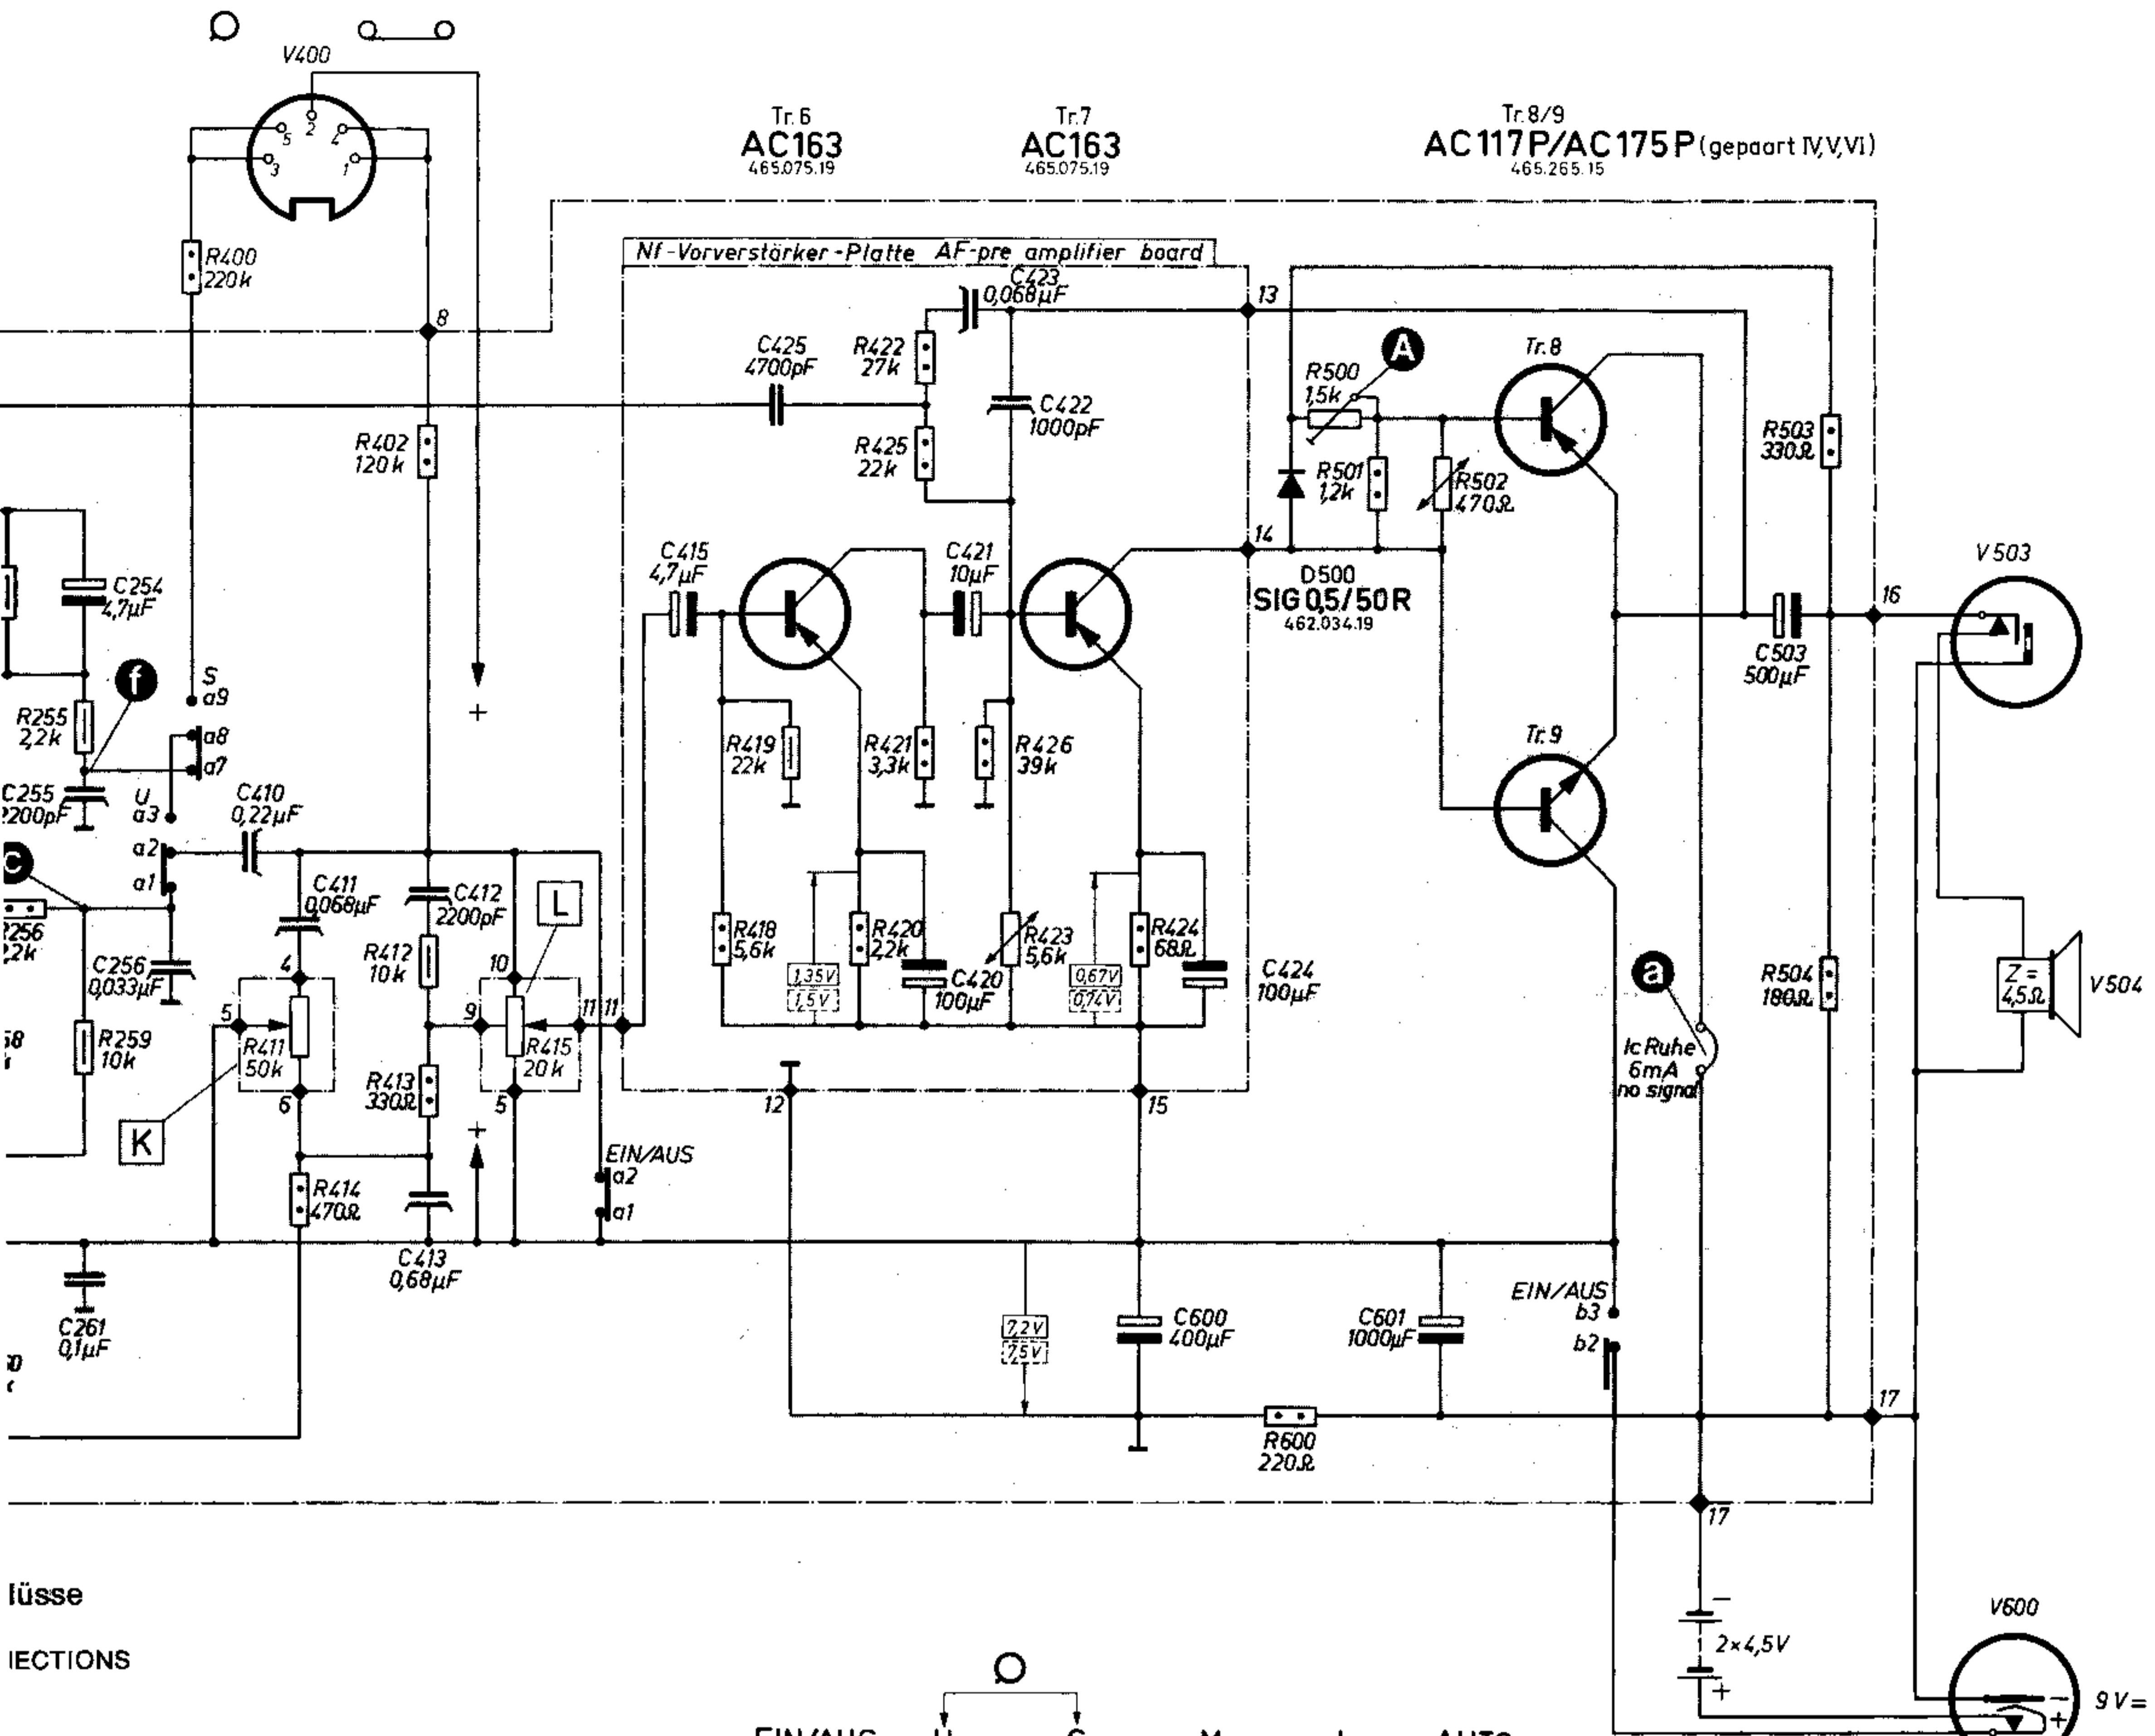 V400
5
2
4
3
1
Tr.6
AC163
465.075.19
Tr.7
AC163
465.075.19
Tr.8/9
AC117P/AC175P (gepaart IV,V,VI)
465.265.15
R400
220k
8
Nf-Vorverstärker-Platte AF-pre amplifier board
C423
0,068µF
13
C425
4700pF
R422
27k
C422
1000pF
R425
22k
R402
120k
A
R500
1,5k
Tr.8
R501
1,2k
R502
470Ω
R503
330Ω
14
D500
SIG 0,5/50R
462.034.19
C254
4,7µF
C415
4,7µF
C421
10µF
V503
16
C503
500µF
f
S
a9
a8
a7
R255
2,2k
+
C255
2200pF
U
a3
a2
a1
C410
0,22µF
R419
22k
R421
3,3k
R426
39k
Tr.9
c
C411
0,068µF
C412
2200pF
L
R256
2,2k
C256
0,033µF
R412
10k
R418
5,6k
R420
2,2k
R423
5,6k
R424
68Ω
1,35V
1,5V
0,67V
0,74V
C420
100µF
C424
100µF
a
R504
180Ω
Z=
4,5Ω
V504
4
10
5
R411
50k
9
R415
20k
11
11
R259
10k
Ic Ruhe
6mA
no signal
6
R413
330Ω
5
12
15
K
+
EIN/AUS
a2
a1
R414
470Ω
C413
0,68µF
C261
0,1µF
7,2V
7,5V
C600
400µF
C601
1000µF
EIN/AUS
b3
b2
17
R600
220Ω
17
lüsse
−
2×4,5V
+
V600
IECTIONS
−
+
9V=
EIN/AUS
AUTO